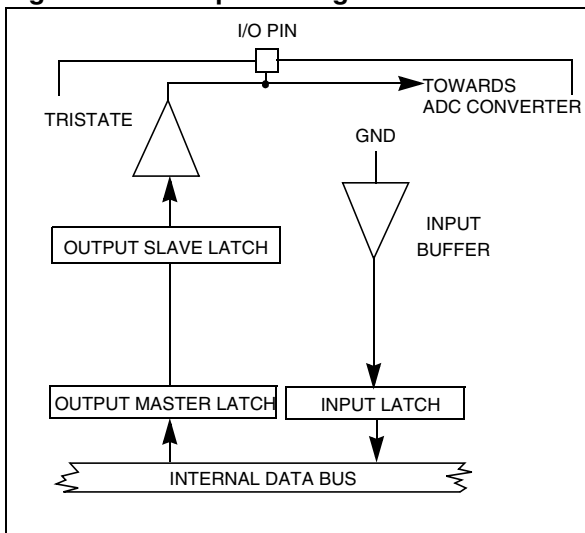 I/O PIN
TOWARDS
ADC CONVERTER
TRISTATE
GND
INPUT
BUFFER
OUTPUT SLAVE LATCH
OUTPUT MASTER LATCH
INPUT LATCH
INTERNAL DATA BUS